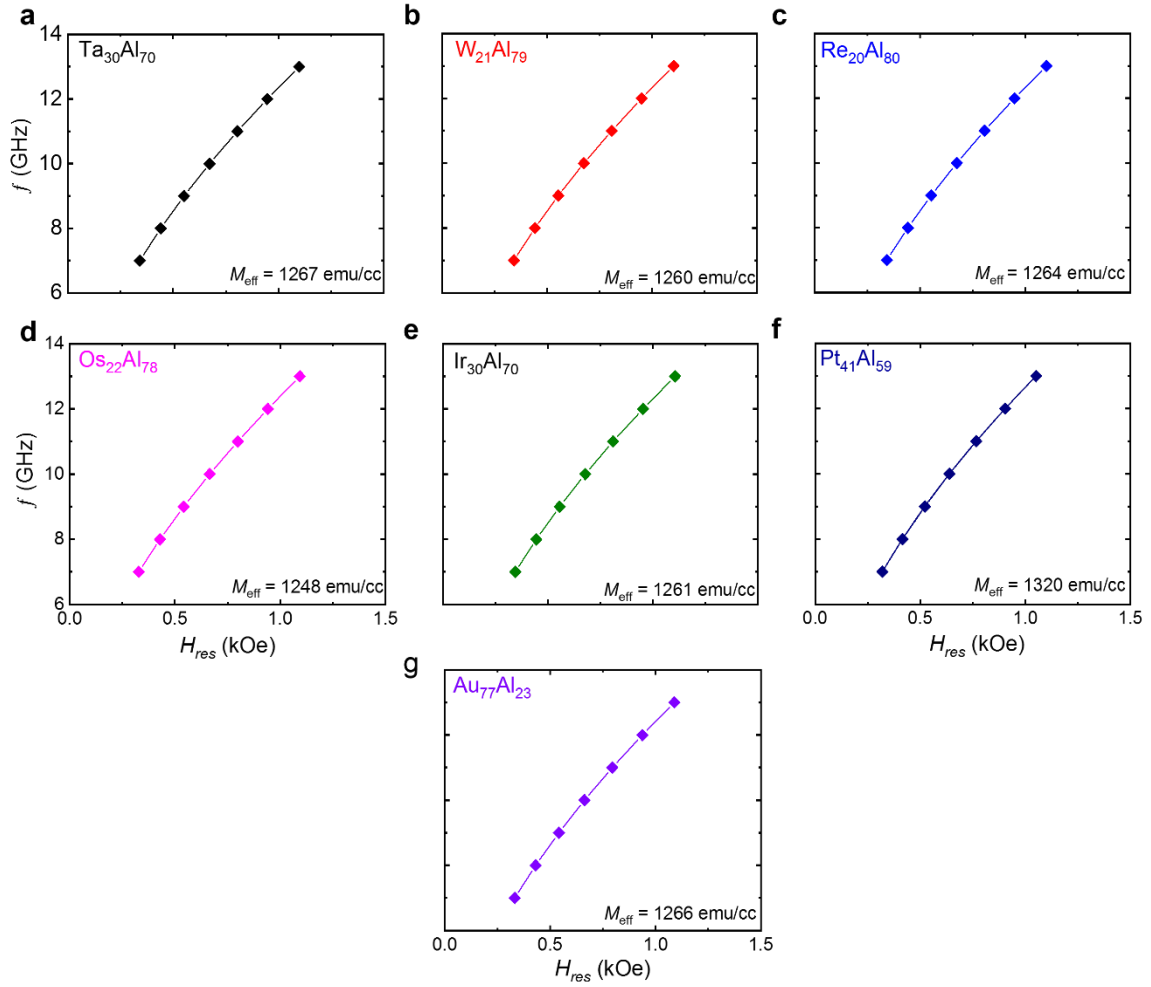 a
b
c
14
12
10
8
6
f (GHz)
Ta30Al70
W21Al79
Re20Al80
Meff = 1267 emu/cc
Meff = 1260 emu/cc
Meff = 1264 emu/cc
d
e
f
14
12
10
8
6
f (GHz)
Os22Al78
Ir30Al70
Pt41Al59
Meff = 1248 emu/cc
Meff = 1261 emu/cc
Meff = 1320 emu/cc
0.0 0.5 1.0 1.5
0.0 0.5 1.0 1.5
Hres (kOe)
Hres (kOe)
g
Au77Al23
Meff = 1266 emu/cc
0.0 0.5 1.0 1.5
Hres (kOe)